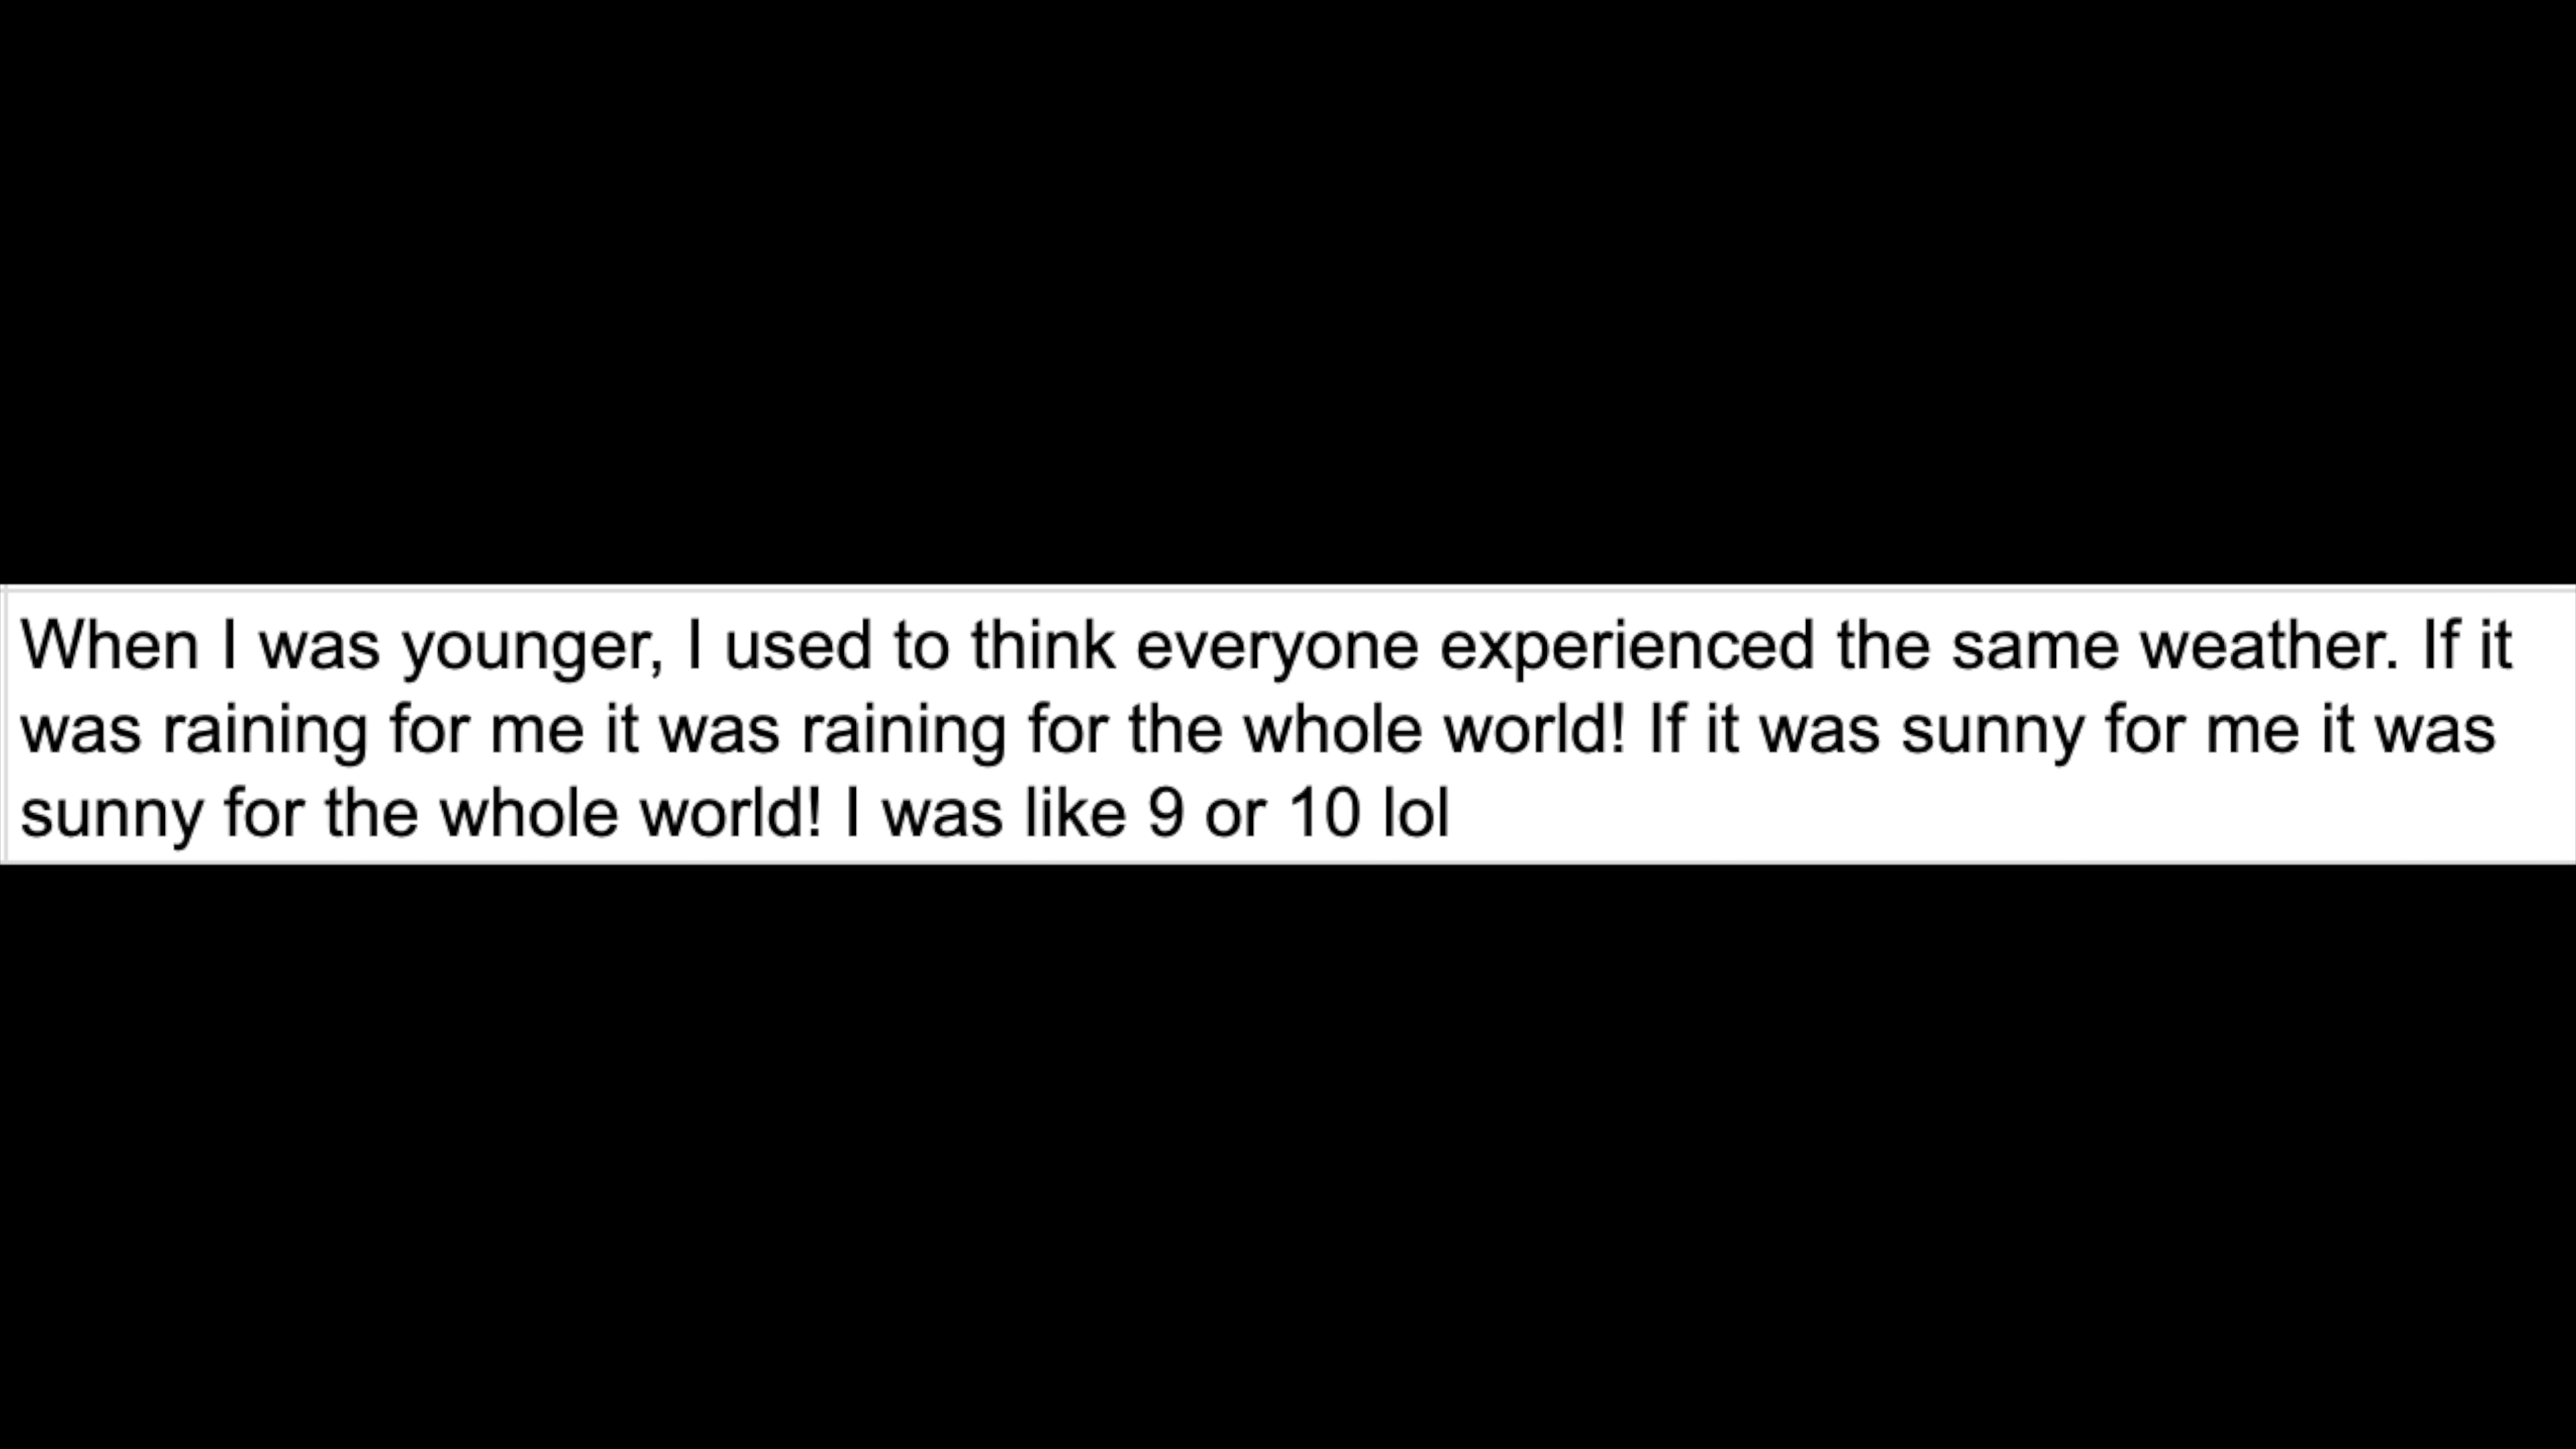 When I was younger, I used to think everyone experienced the same weather. If it
was raining for me it was raining for the whole world! If it was sunny for me it was
sunny for the whole world! I was like 9 or 10 lol